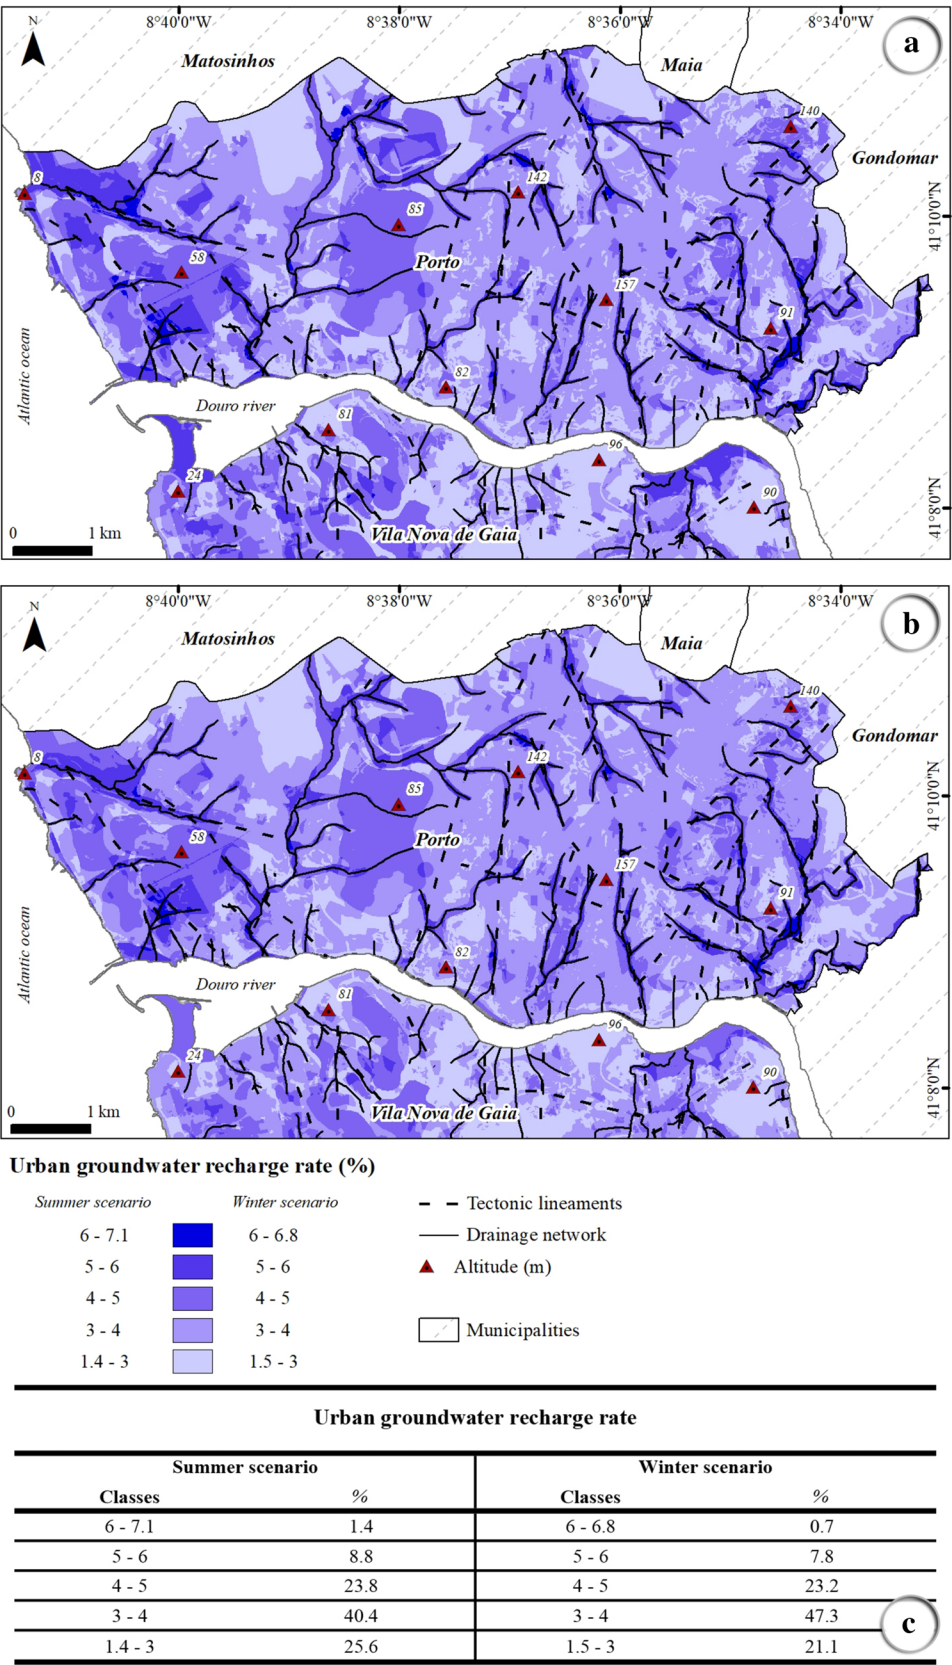 N
8°40'0"W 8°38'0"W 8°36'0"W 8°34'0"W
a
Matosinhos
Maia
140
Gondomar
8
142
85
41°10'0"N
58
Porto
157
91
Atlantic ocean
82
Douro river
81
96
24
90
41°8'0"N
0 1 km
Vila Nova de Gaia
N
8°40'0"W 8°38'0"W 8°36'0"W 8°34'0"W
b
Matosinhos
Maia
140
Gondomar
8
142
85
41°10'0"N
58
Porto
157
91
Atlantic ocean
82
Douro river
81
96
24
90
41°8'0"N
0 1 km
Vila Nova de Gaia
Urban groundwater recharge rate (%)
Summer scenario Winter scenario
6 - 7.1 6 - 6.8
5 - 6 5 - 6
4 - 5 4 - 5
3 - 4 3 - 4
1.4 - 3 1.5 - 3
Tectonic lineaments
Drainage network
Altitude (m)
Municipalities
Urban groundwater recharge rate
Summer scenario Winter scenario
Classes % Classes %
6 - 7.1 1.4 6 - 6.8 0.7
5 - 6 8.8 5 - 6 7.8
4 - 5 23.8 4 - 5 23.2
3 - 4 40.4 3 - 4 47.3
1.4 - 3 25.6 1.5 - 3 21.1
c